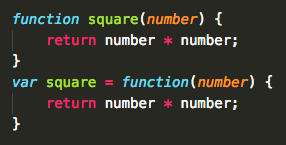 function square(number) {
    return number * number;
}
var square = function(number) {
    return number * number;
}